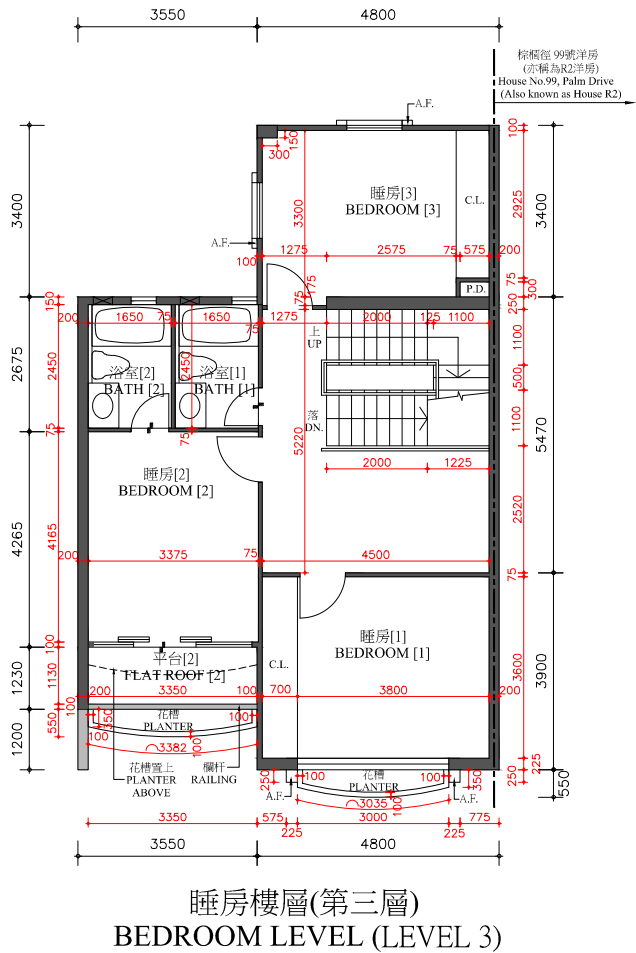 3550
4800
棕櫚徑 99號洋房
(亦稱為R2洋房)
House No.99, Palm Drive
(Also known as House R2)
A.F.
100
150
300
睡房[3]
BEDROOM [3]
C.L.
3400
3300
2925
3400
A.F.
100
1275
2575
75
575
200
75
175
75
P.D.
300
150
250
200
1650
75
75
1275
2000
125
1100
上
UP
1100
2675
2450
2450
浴室[2]
BATH [2]
浴室[1]
BATH [1]
500
落
DN.
1100
75
75
5220
5470
睡房[2]
BEDROOM [2]
2000
1225
4265
4165
2520
200
3375
75
4500
75
100
平台[2]
FLAT ROOF [2]
睡房[1]
BEDROOM [1]
1230
1130
C.L.
3600
3900
200
3350
100
700
3800
200
100
350
花槽
PLANTER
100
100
550
1200
3382
100
花槽置上
PLANTER
ABOVE
欄杆
RAILING
250
100
花槽
PLANTER
100
350
250
225
550
A.F.
3035
100
A.F.
3350
575
225
3000
225
775
3550
4800
睡房樓層(第三層)
BEDROOM LEVEL (LEVEL 3)